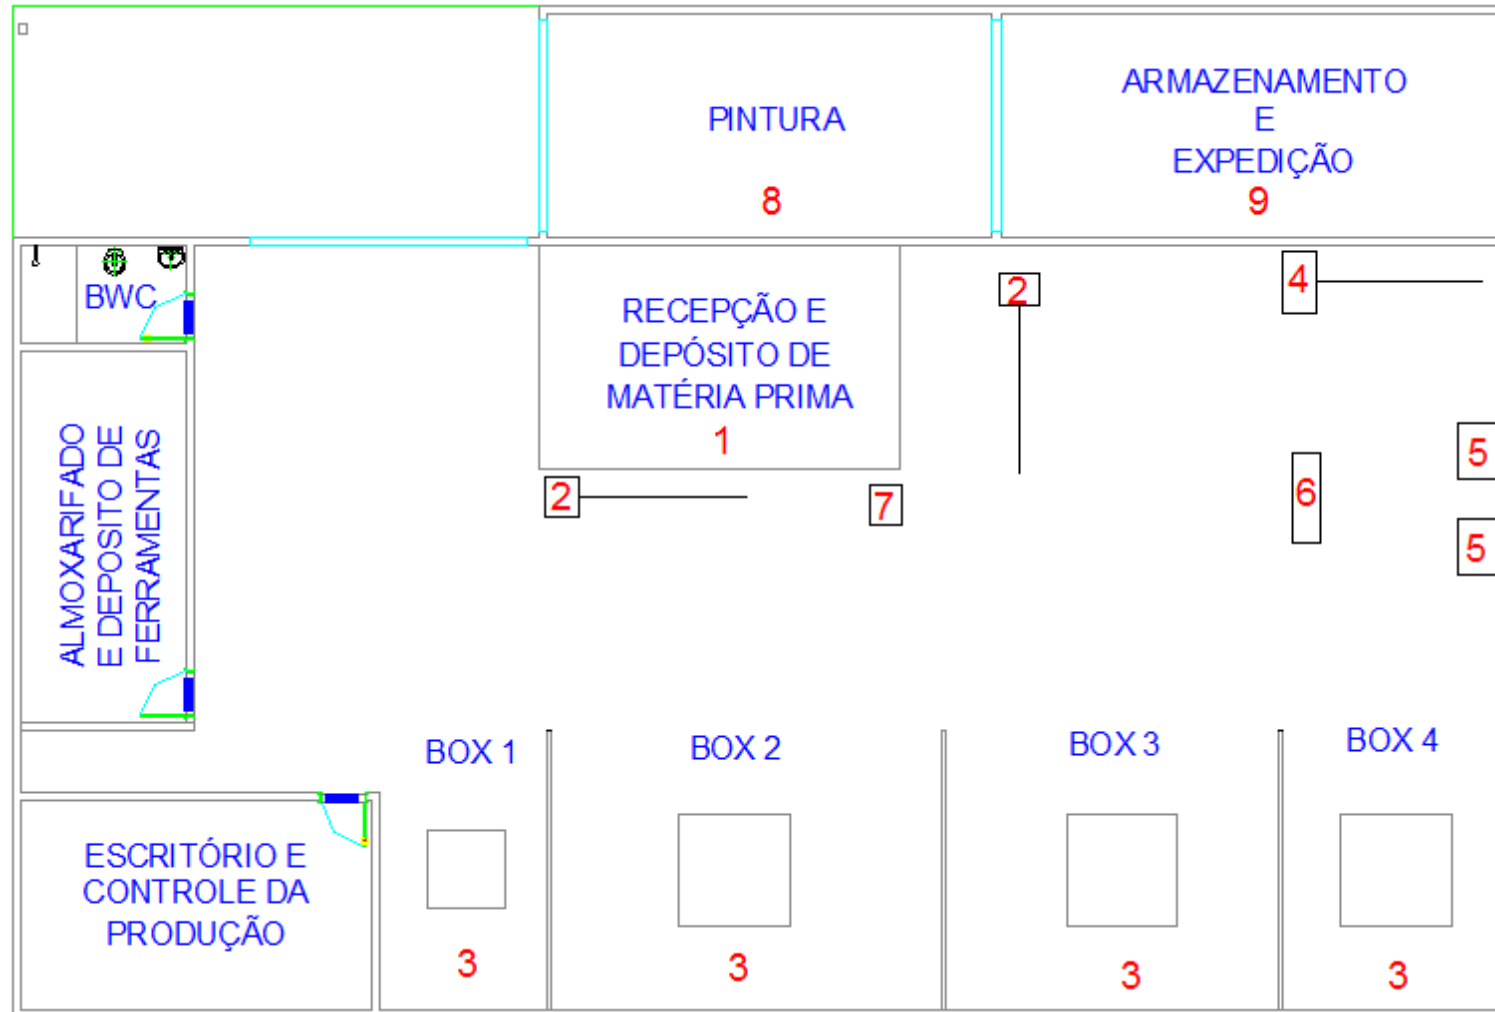 PINTURA
8
ARMAZENAMENTO
E
EXPEDIÇÃO
9
BWC
RECEPÇÃO E
DEPÓSITO DE
MATÉRIA PRIMA
1
2
4
ALMOXARIFADO
E DEPOSITO DE
FERRAMENTAS
2
7
6
5
5
BOX 1
BOX 2
BOX 3
BOX 4
ESCRITÓRIO E
CONTROLE DA
PRODUÇÃO
3
3
3
3